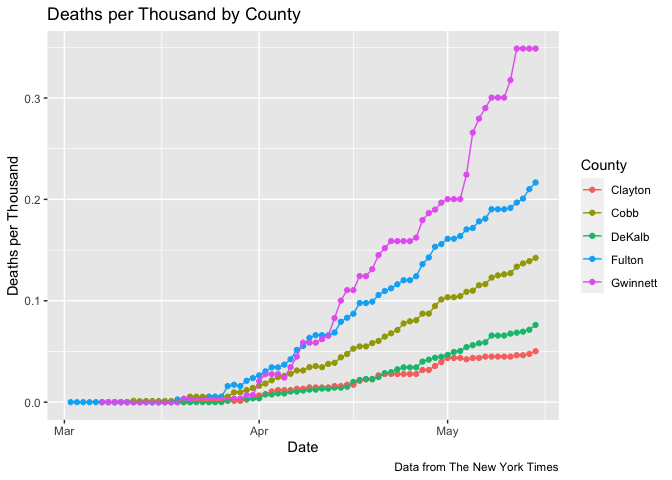 Deaths per Thousand by County
Deaths per Thousand
0.3
0.2
0.1
0.0
Mar
Apr
May
Date
County
Clayton
Cobb
DeKalb
Fulton
Gwinnett
Data from The New York Times